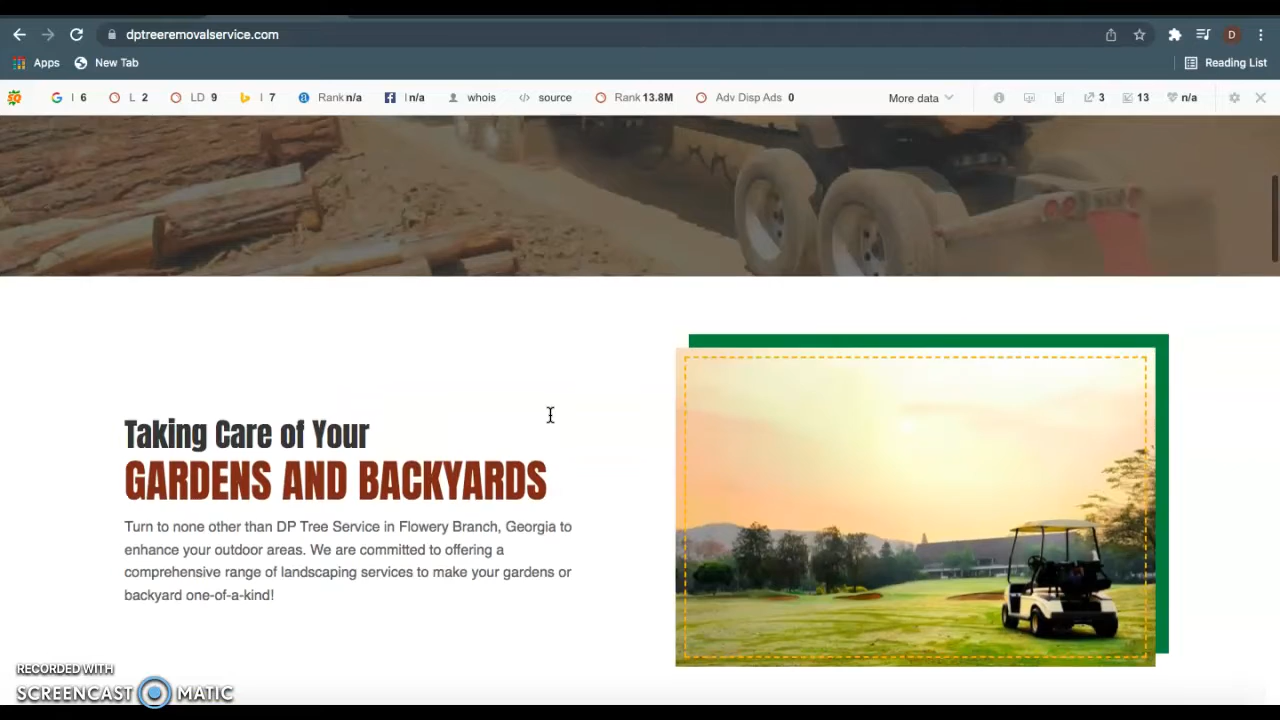 dptreeremovalservice.com
D
Apps New Tab Reading List
SQ G I 6 L 2 LD 9 b I 7 a Rank n/a I n/a whois </> source Rank 13.8M Adv Disp Ads 0 More data 3 13 n/a
Taking Care of Your
GARDENS AND BACKYARDS
Turn to none other than DP Tree Service in Flowery Branch, Georgia to
enhance your outdoor areas. We are committed to offering a
comprehensive range of landscaping services to make your gardens or
backyard one-of-a-kind!
RECORDED WITH
SCREENCAST MATIC